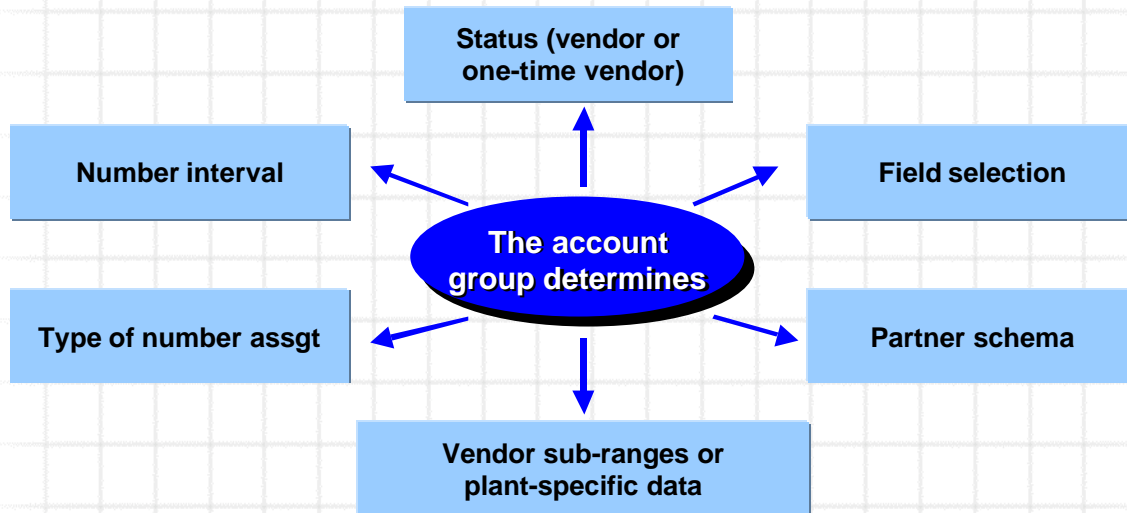 Status (vendor or
one-time vendor)
Number interval
Field selection
The account
group determines
Type of number assgt
Partner schema
Vendor sub-ranges or
plant-specific data